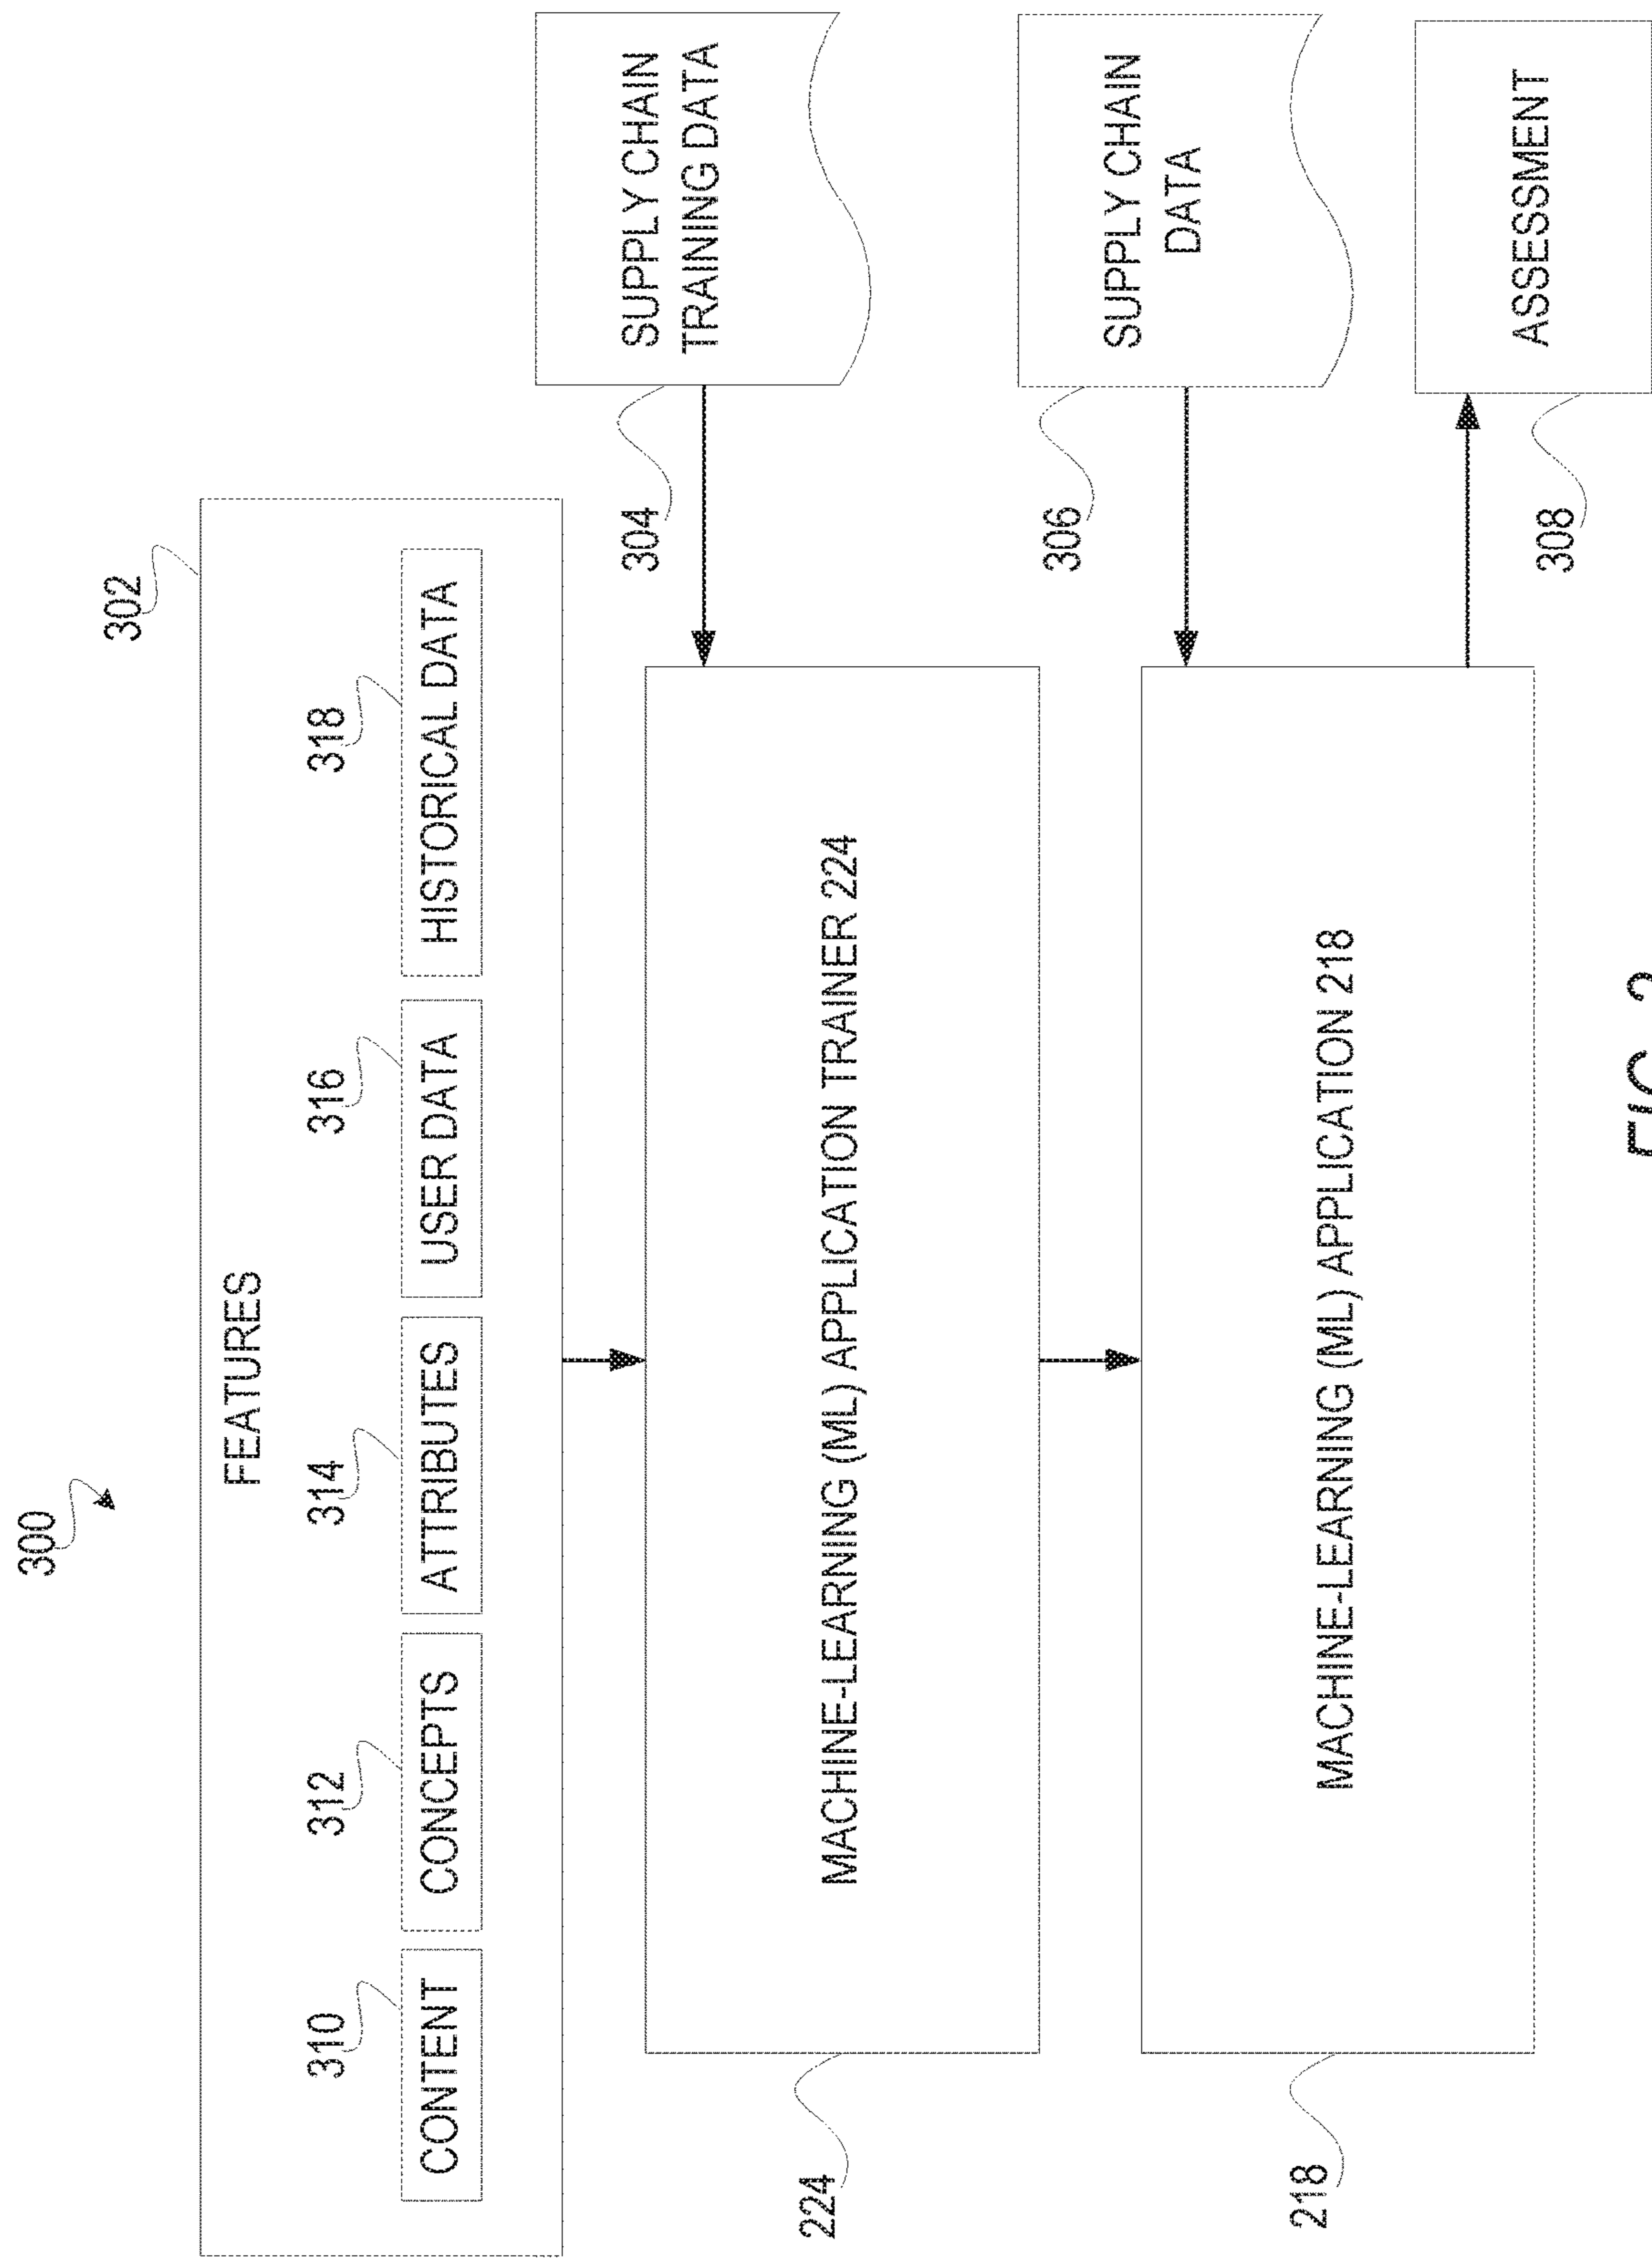 300
302
FEATURES
310 312 314 316 318
CONTENT CONCEPTS ATTRIBUTES USER DATA HISTORICAL DATA
SUPPLY CHAIN
TRAINING DATA
304
224
MACHINE-LEARNING (ML) APPLICATION TRAINER 224
SUPPLY CHAIN
DATA
306
218
MACHINE-LEARNING (ML) APPLICATION 218
ASSESSMENT
308
FIG